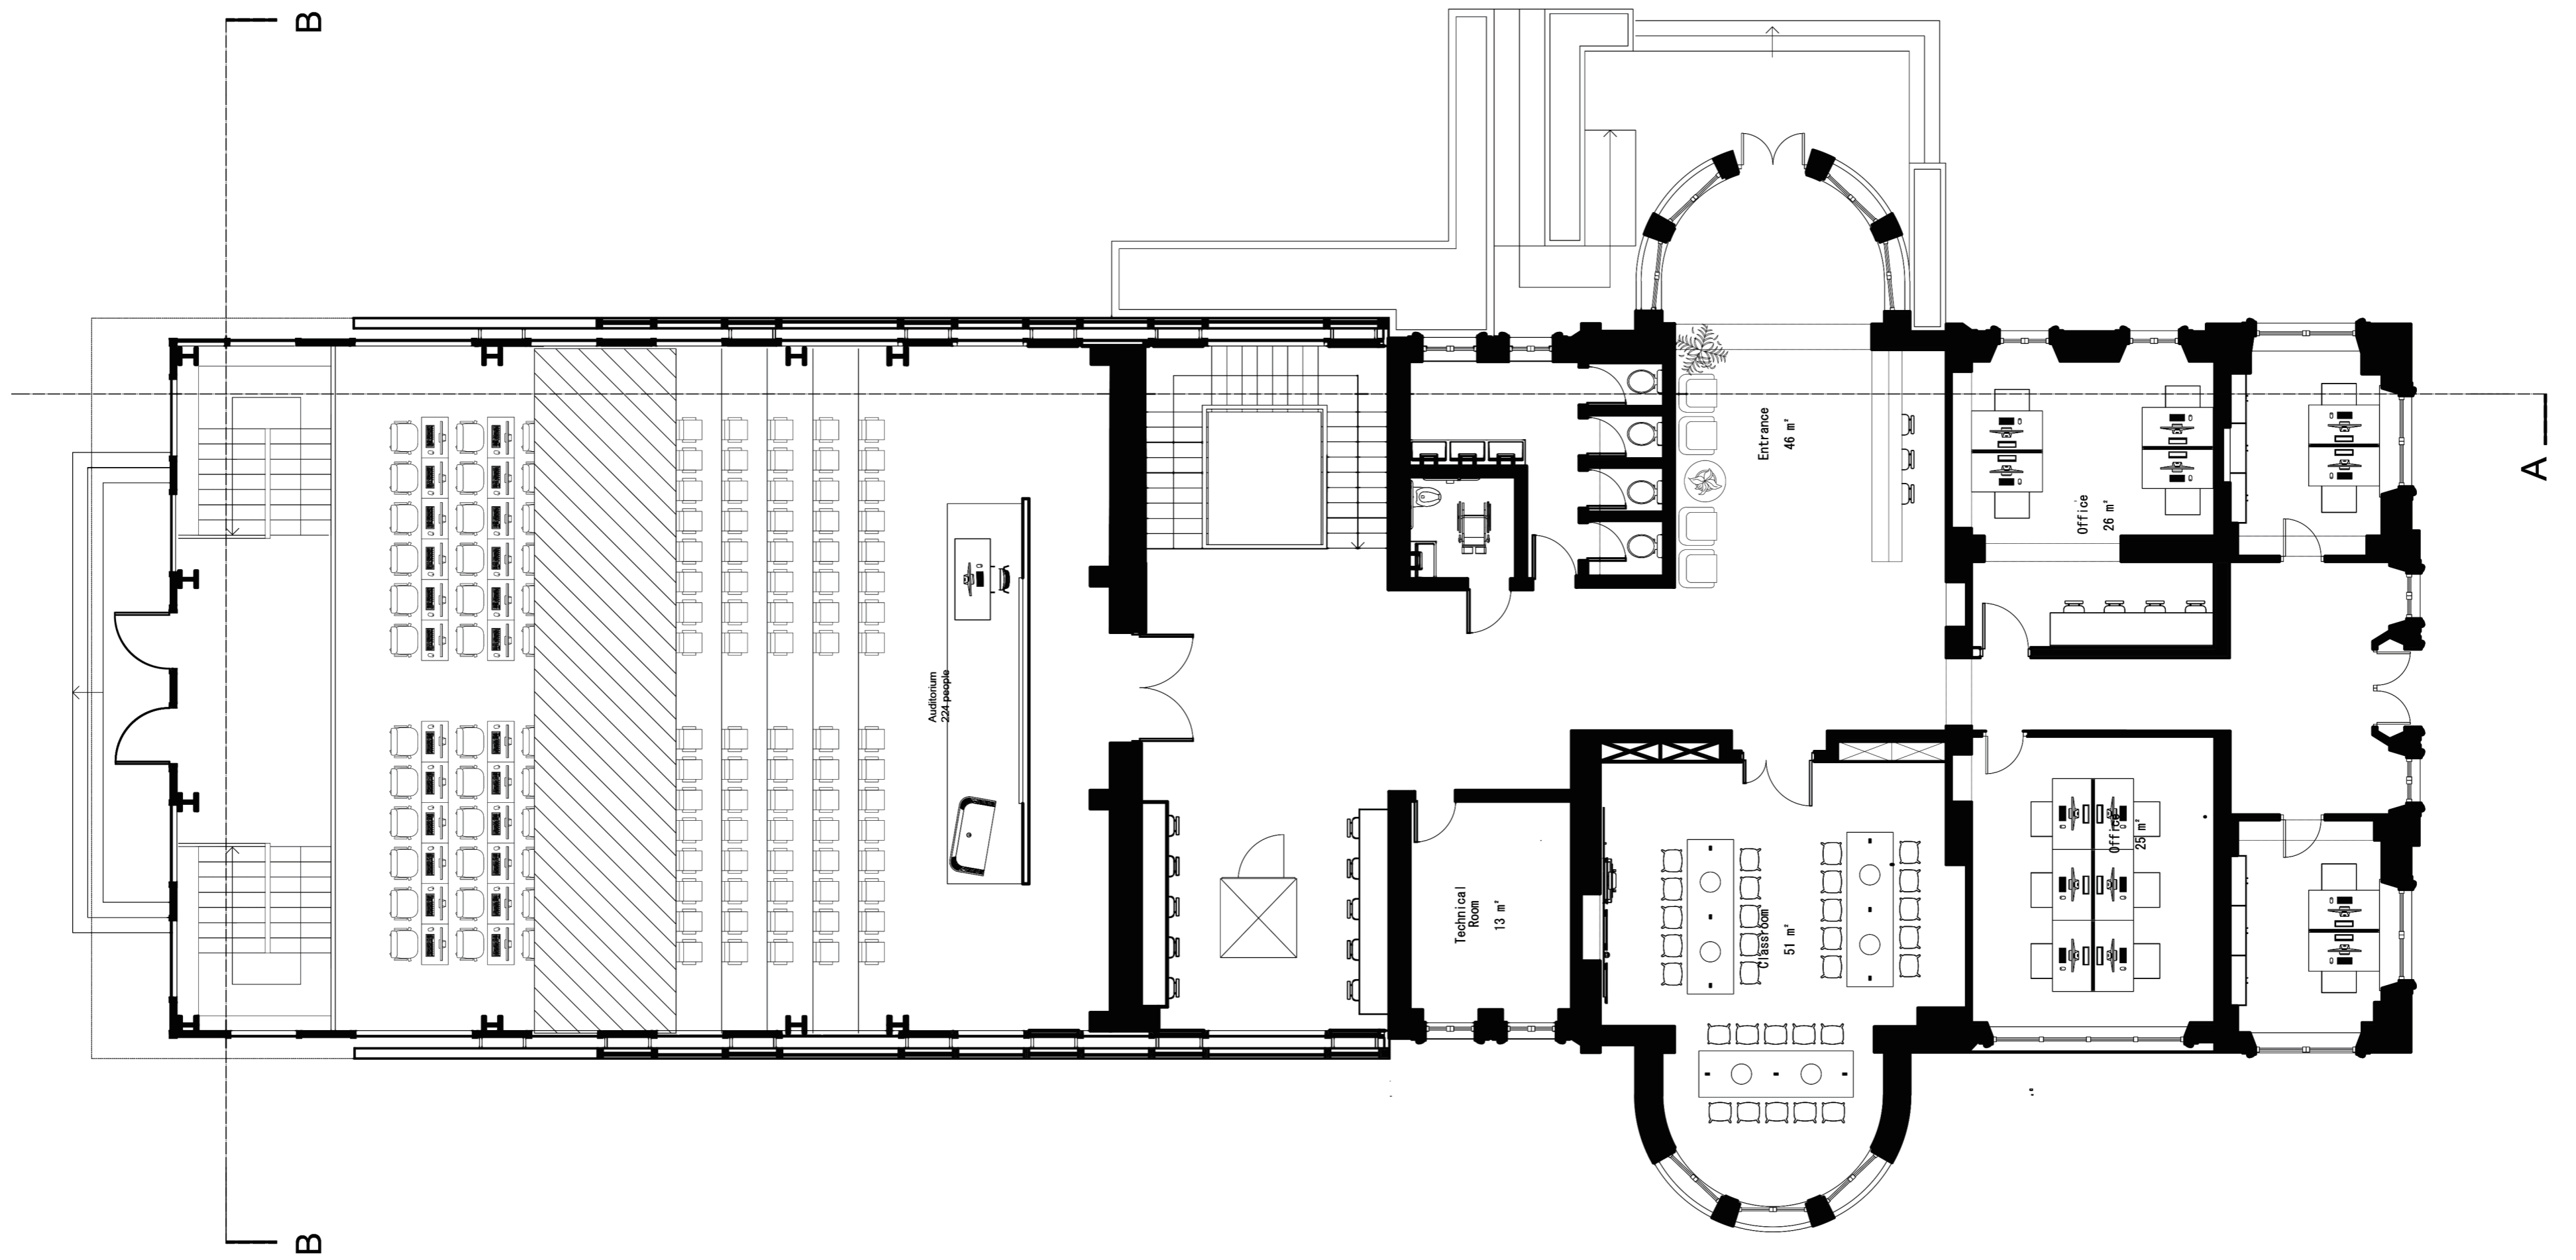 B
B
A
Auditorium
224 people
Entrance
46 m²
Office
26 m²
Technical
Room
13 m²
Classroom
51 m²
Office
25 m²